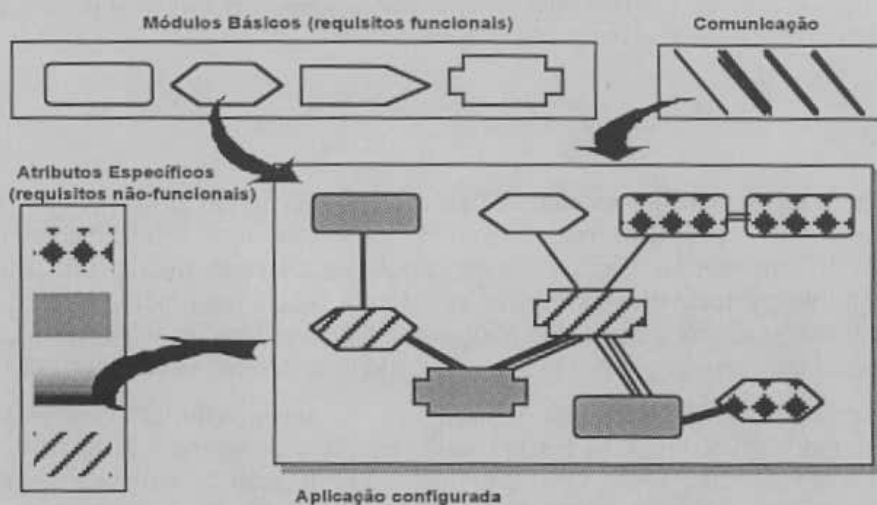 Módulos Básicos (requisitos funcionais)
Comunicação
Atributos Específicos
(requisitos não-funcionais)
Aplicação configurada